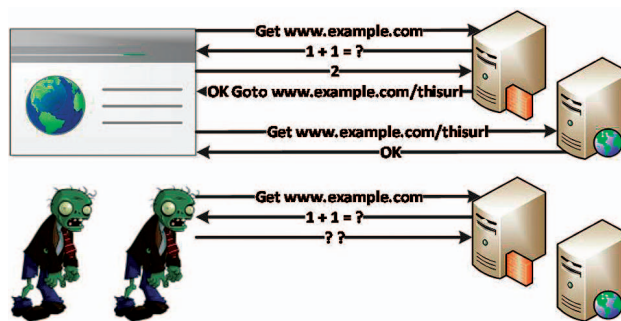 Get www.example.com
1 + 1 = ?
2
OK Goto www.example.com/thisurl
Get www.example.com/thisurl
OK
Get www.example.com
1 + 1 = ?
? ?